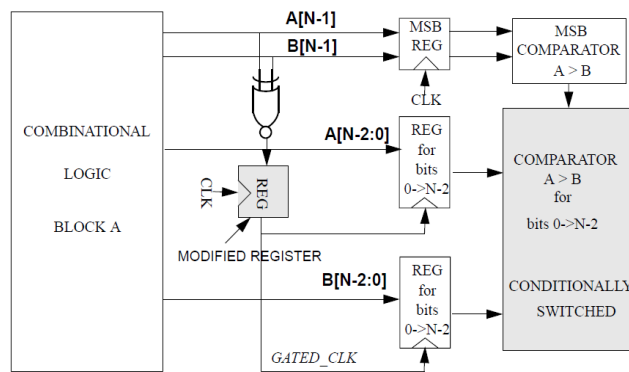 A[N-1]
B[N-1]
MSB
REG
CLK
MSB
COMPARATOR
A > B
COMBINATIONAL
LOGIC
BLOCK A
A[N-2:0]
REG
for
bits
0->N-2
CLK
REG
MODIFIED REGISTER
COMPARATOR
A > B
for
bits 0->N-2
CONDITIONALLY
SWITCHED
B[N-2:0]
REG
for
bits
0->N-2
GATED_CLK